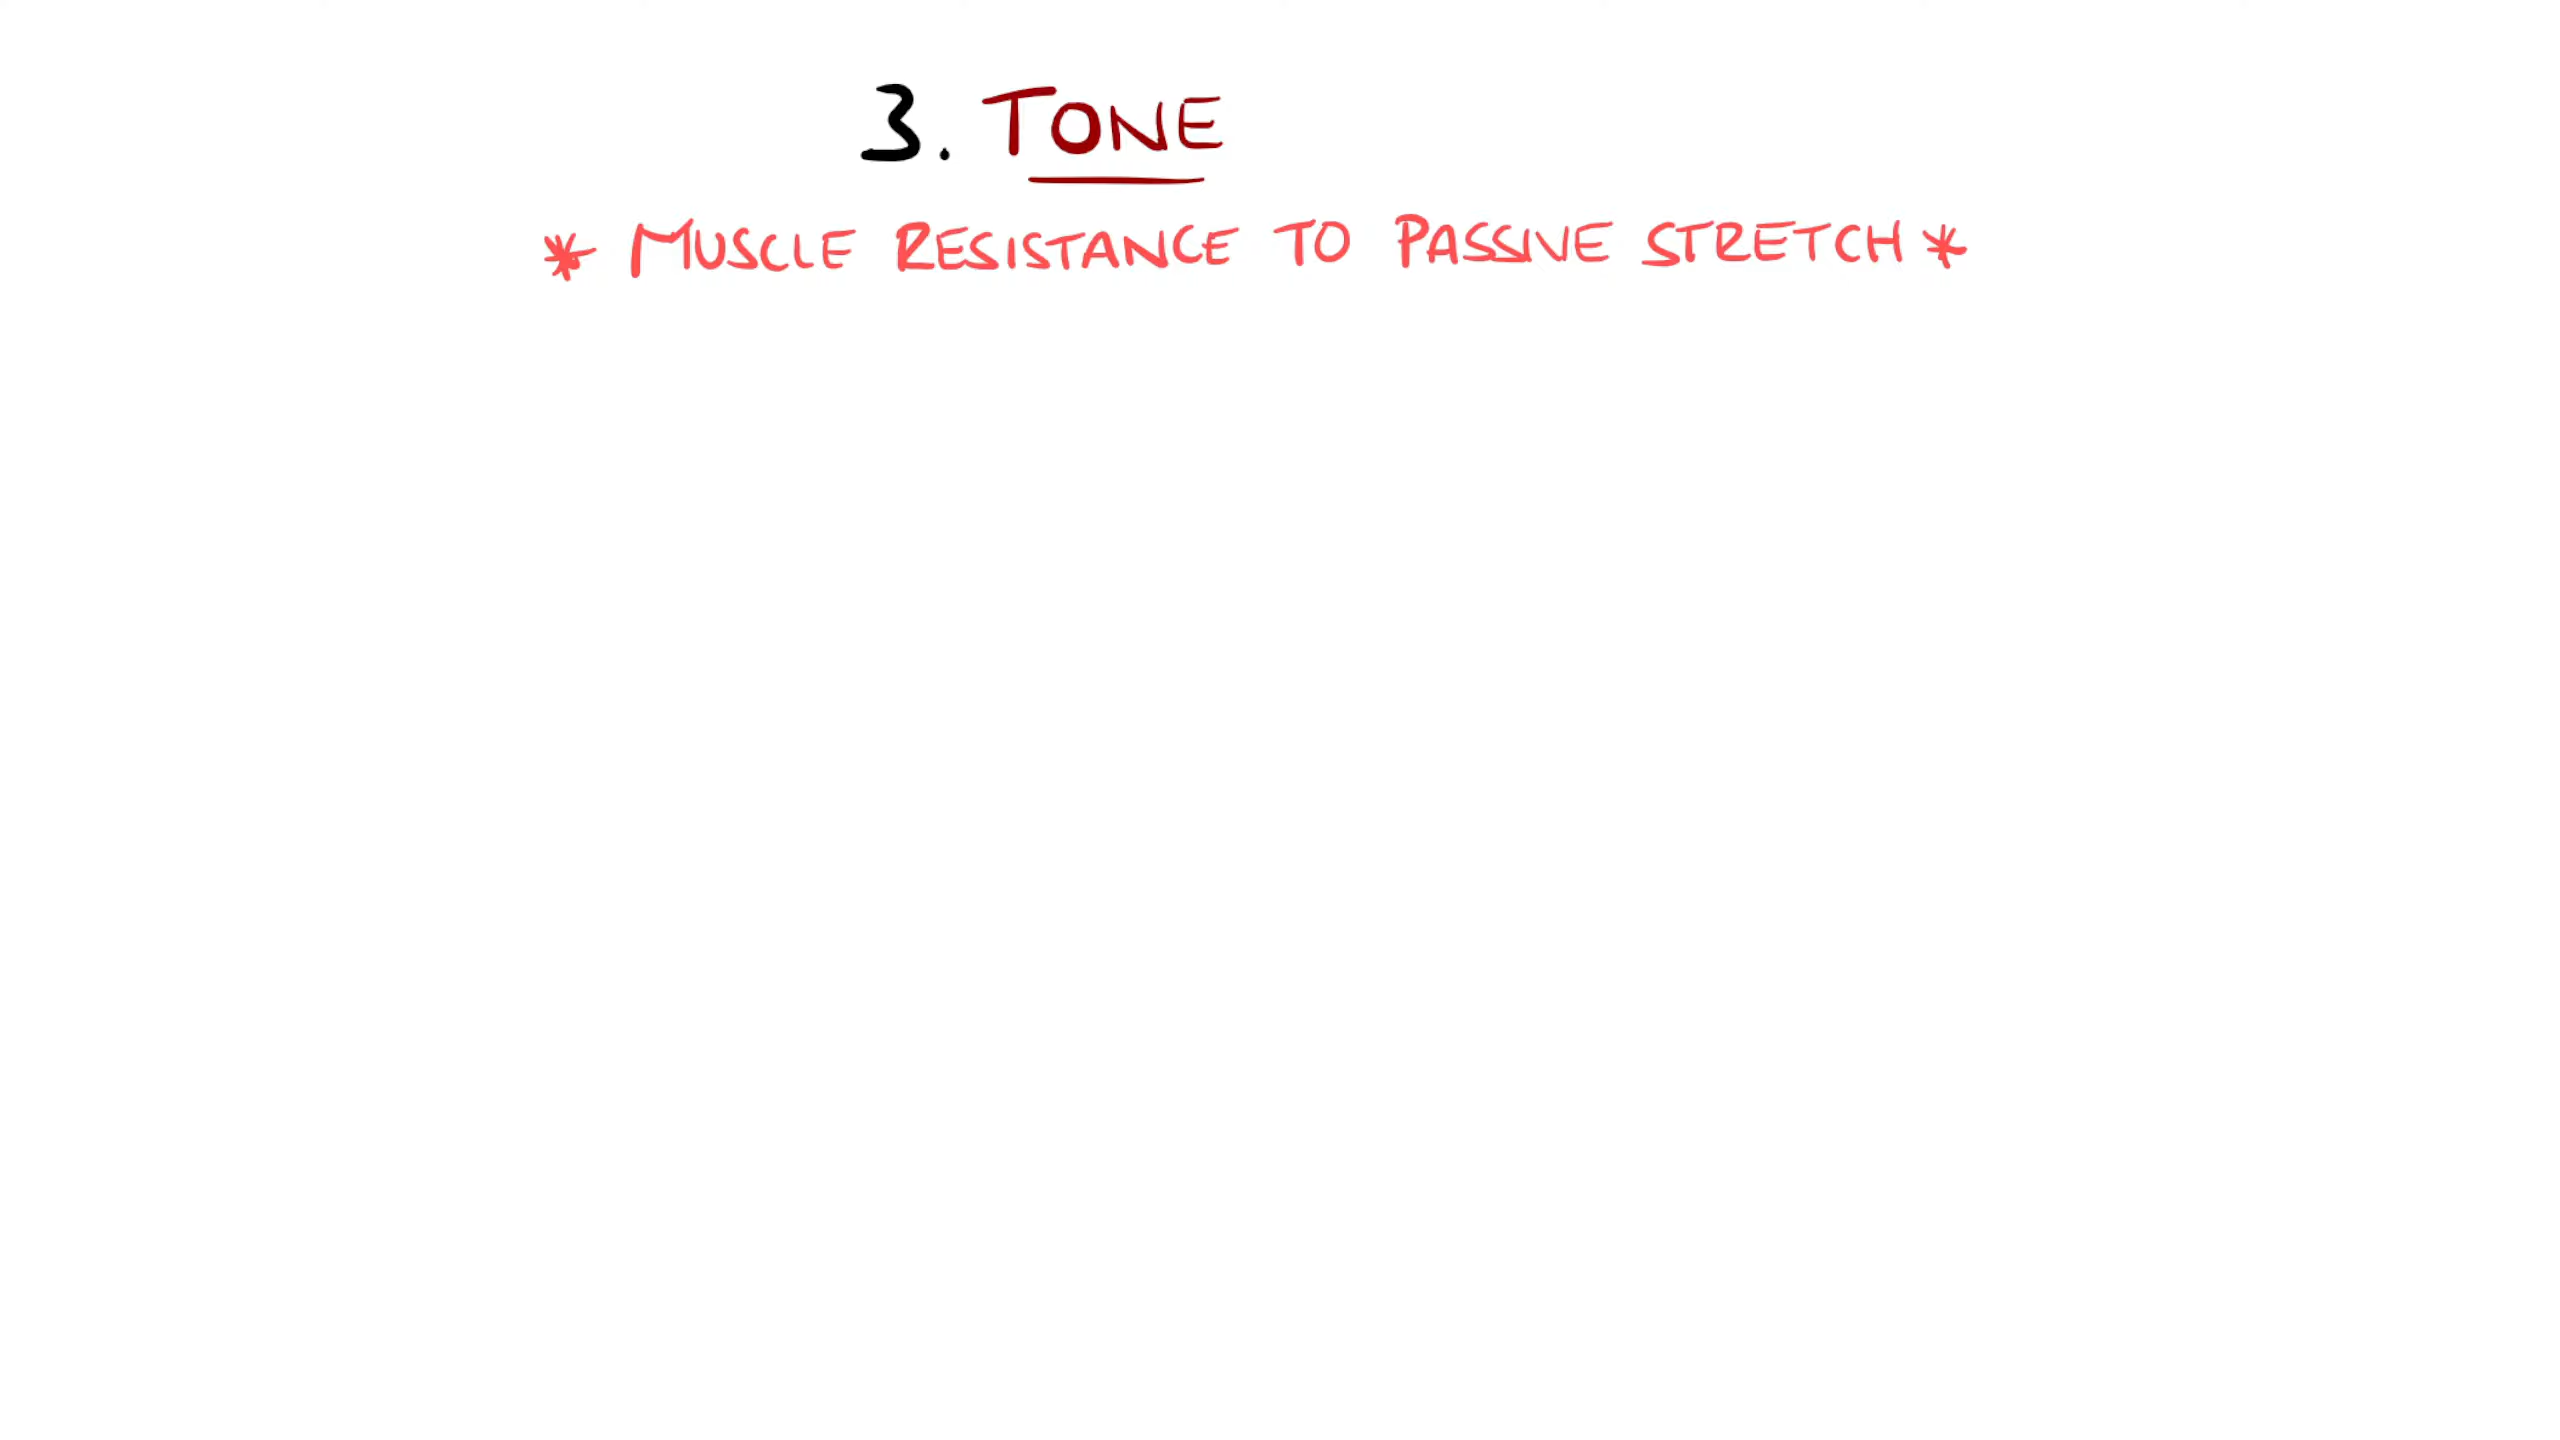 3. TONE
* MUSCLE RESISTANCE TO PASSIVE STRETCH *